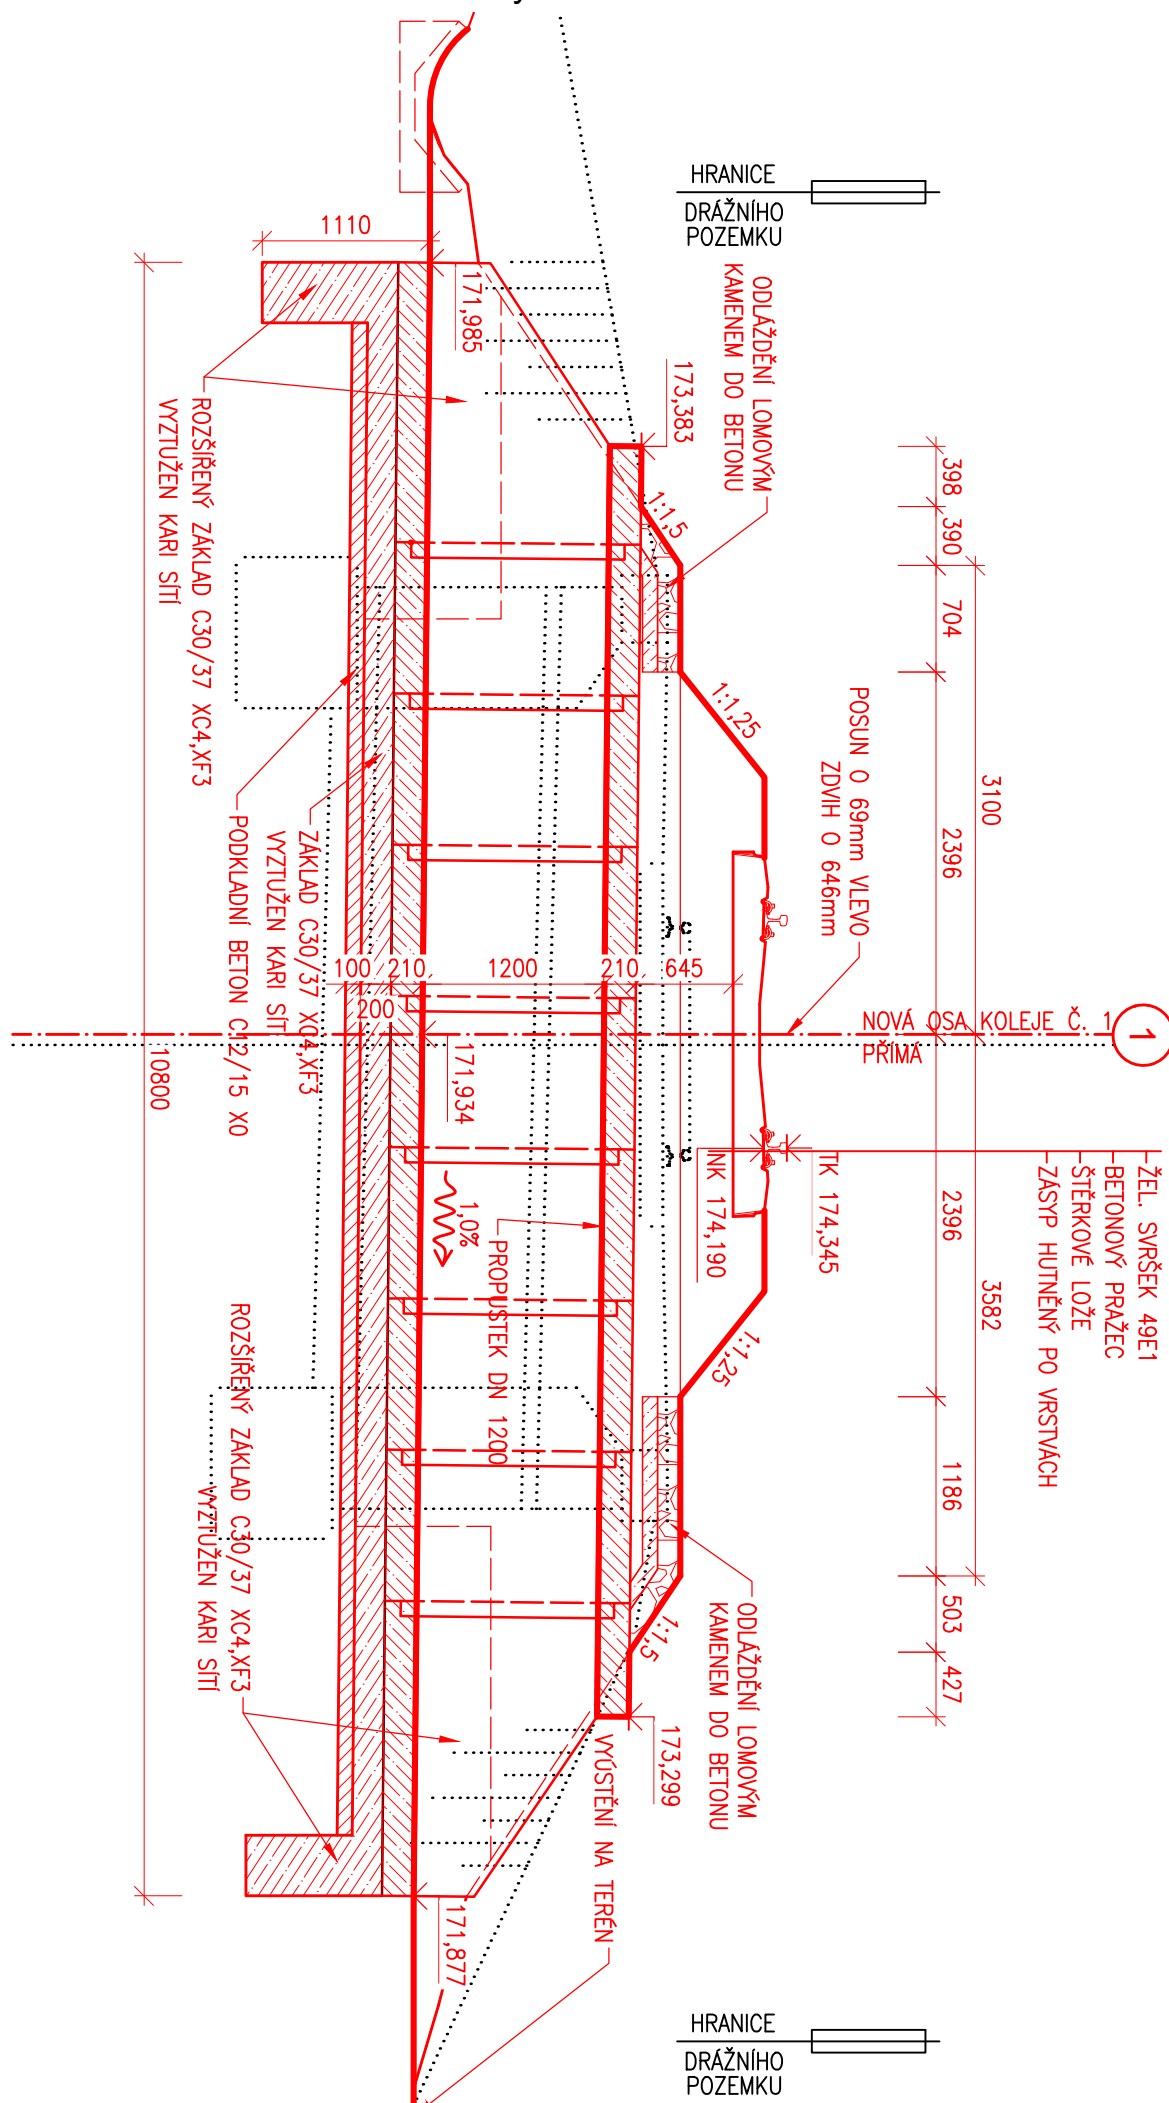 HRANICE
DRÁŽNÍHO
POZEMKU
1110
171,985
ODLÁŽDĚNÍ LOMOVÝM
KAMENEM DO BETONU
173,383
398
390
704
2396
3100
1:1,5
1:1,25
ROZŠÍŘENÝ ZÁKLAD C30/37 XC4,XF3
VYZTUŽEN KARI SÍTÍ
POSUN O 69mm VLEVO
ZDVIH O 646mm
ZÁKLAD C30/37 XC4,XF3
VYZTUŽEN KARI SÍTÍ
PODKLADNÍ BETON C12/15 X0
100
210
1200
210
645
200
NOVÁ OSA KOLEJE Č. 1
PŘÍMÁ
1
171,934
10800
1,0%
PROPUSTEK DN 1200
NK 174,190
TK 174,345
ŽEL. SVRŠEK 49E1
BETONOVÝ PRAŽEC
ŠTĚRKOVÉ LOŽE
ZÁSYP HUTNĚNÝ PO VRSTVÁCH
2396
3582
1186
503
427
1:1,25
1:1,5
ROZŠÍŘENÝ ZÁKLAD C30/37 XC4,XF3
VYZTUŽEN KARI SÍTÍ
ODLÁŽDĚNÍ LOMOVÝM
KAMENEM DO BETONU
173,299
VYÚSTĚNÍ NA TERÉN
171,877
HRANICE
DRÁŽNÍHO
POZEMKU